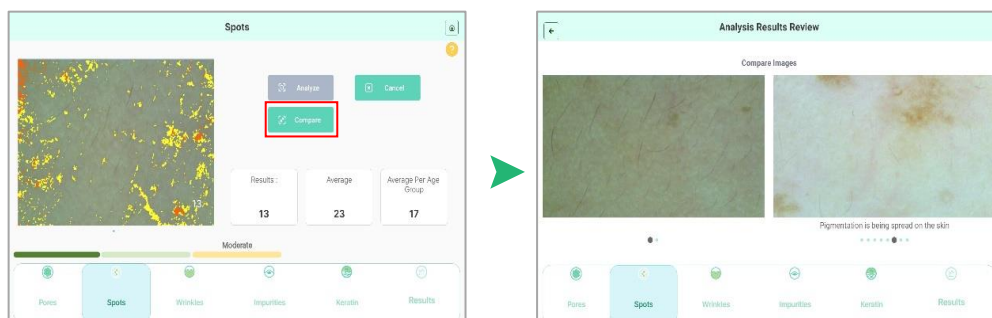 Spots
Analyze
Cancel
Compare
13
Results :
Average
Average Per Age
Group
13
23
17
Moderate
Pores
Spots
Wrinkles
Impurities
Keratin
Results
Analysis Results Review
Compare Images
Pigmentation is being spread on the skin
Pores
Spots
Wrinkles
Impurities
Keratin
Results